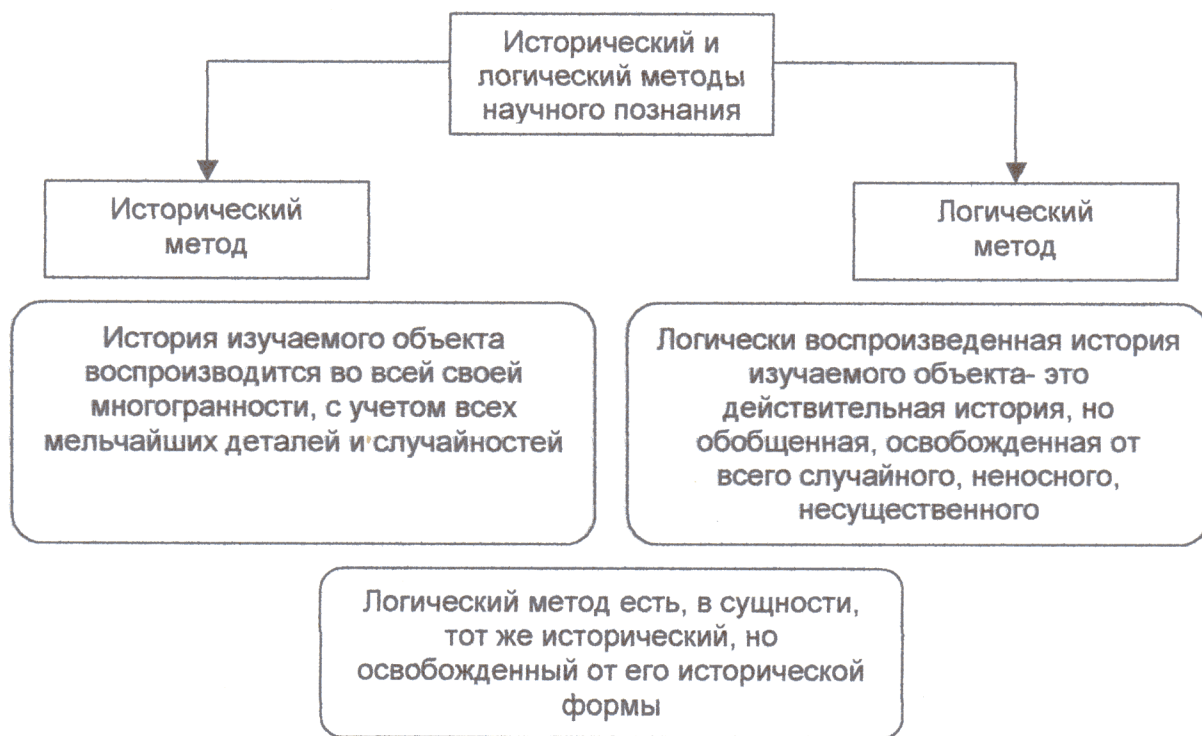 Исторический и
логический методы
научного познания
Исторический
метод
Логический
метод
История изучаемого объекта
воспроизводится во всей своей
многогранности, с учетом всех
мельчайших деталей и случайностей
Логически воспроизведенная история
изучаемого объекта- это
действительная история, но
обобщенная, освобожденная от
всего случайного, неносного,
несущественного
Логический метод есть, в сущности,
тот же исторический, но
освобожденный от его исторической
формы